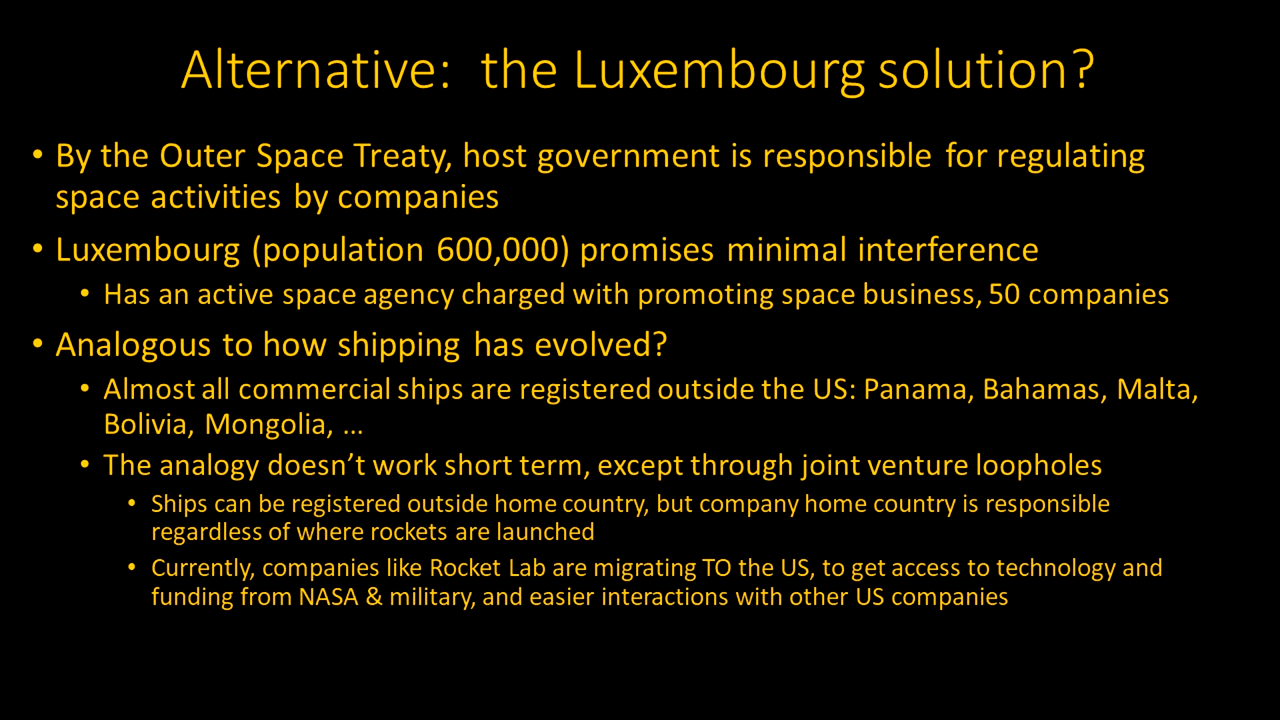 Alternative:  the Luxembourg solution?
• By the Outer Space Treaty, host government is responsible for regulating
space activities by companies
• Luxembourg (population 600,000) promises minimal interference
• Has an active space agency charged with promoting space business, 50 companies
• Analogous to how shipping has evolved?
• Almost all commercial ships are registered outside the US: Panama, Bahamas, Malta,
Bolivia, Mongolia, …
• The analogy doesn’t work short term, except through joint venture loopholes
• Ships can be registered outside home country, but company home country is responsible
regardless of where rockets are launched
• Currently, companies like Rocket Lab are migrating TO the US, to get access to technology and
funding from NASA & military, and easier interactions with other US companies